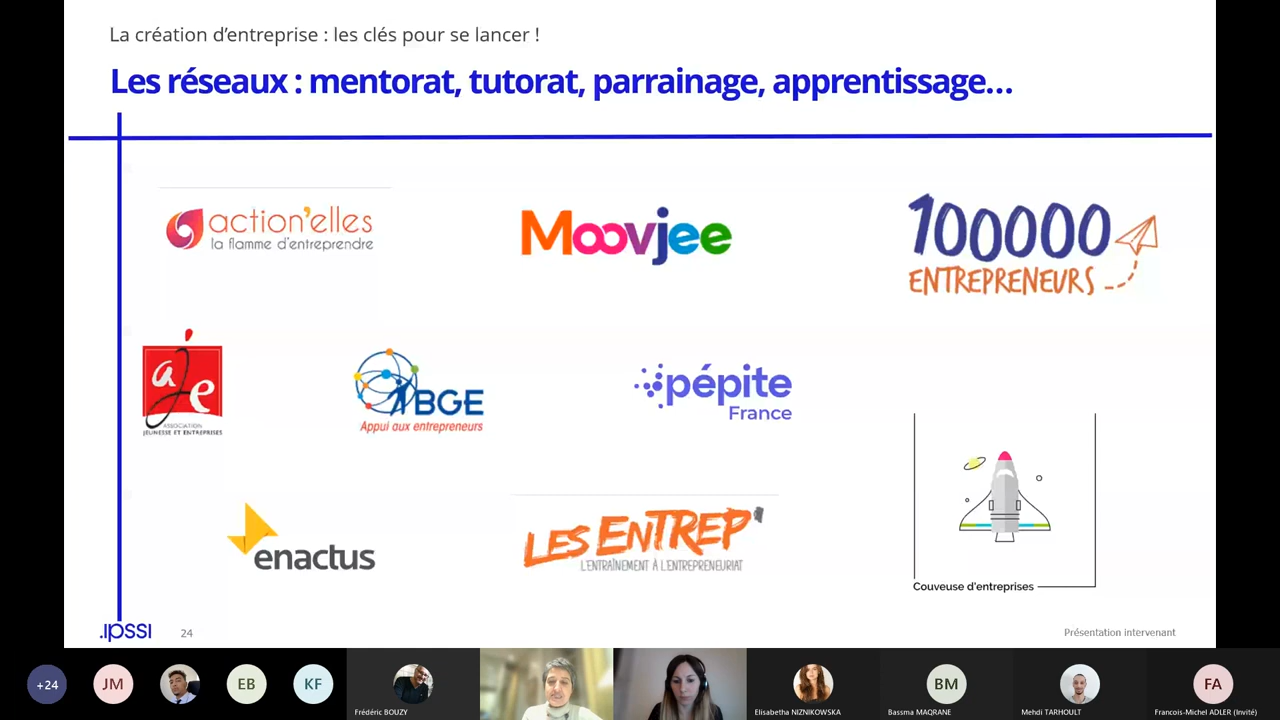 La création d'entreprise : les clés pour se lancer !
Les réseaux : mentorat, tutorat, parrainage, apprentissage...
action'elles
la flamme d'entreprendre
Moovjee
100000
ENTREPRENEURS
aje
ASSOCIATION
JEUNESSE ET ENTREPRISES
BGE
Appui aux entrepreneurs
pépite
France
enactus
LES ENTREP'
L'ENTRAÎNEMENT À L'ENTREPRENEURIAT
Couveuse d'entreprises
.IPSSI
24
Présentation intervenant
+24
JM
EB
KF
Frédéric BOUZY
Elisabetha NIZNIKOWSKA
BM
Bassma MAQRANE
Mehdi TARHOULT
FA
Francois-Michel ADLER (Invité)